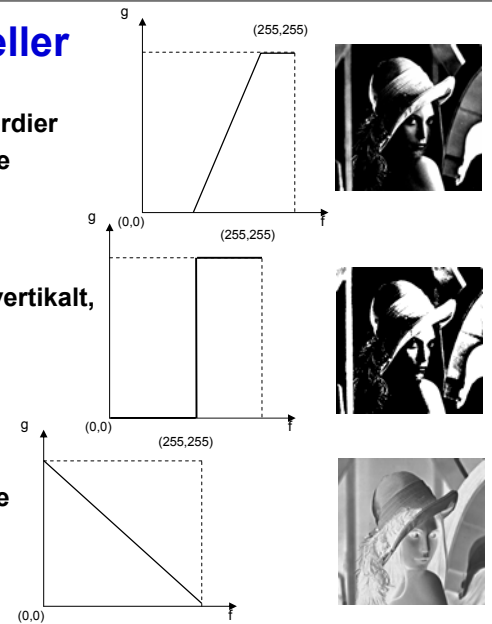 g
(255,255)
eller
rdier
e
(0,0)
f
g
(255,255)
vertikalt,
(0,0)
f
g
(255,255)
e
(0,0)
f